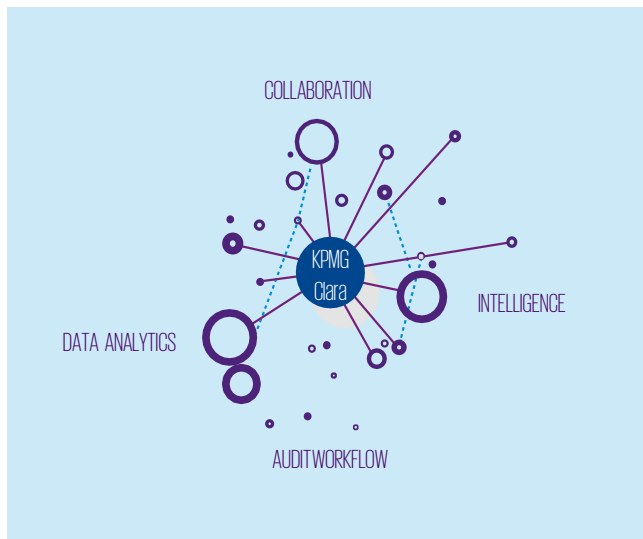 COLLABORATION
KPMG
Clara
INTELLIGENCE
DATA ANALYTICS
AUDITWORKFLOW